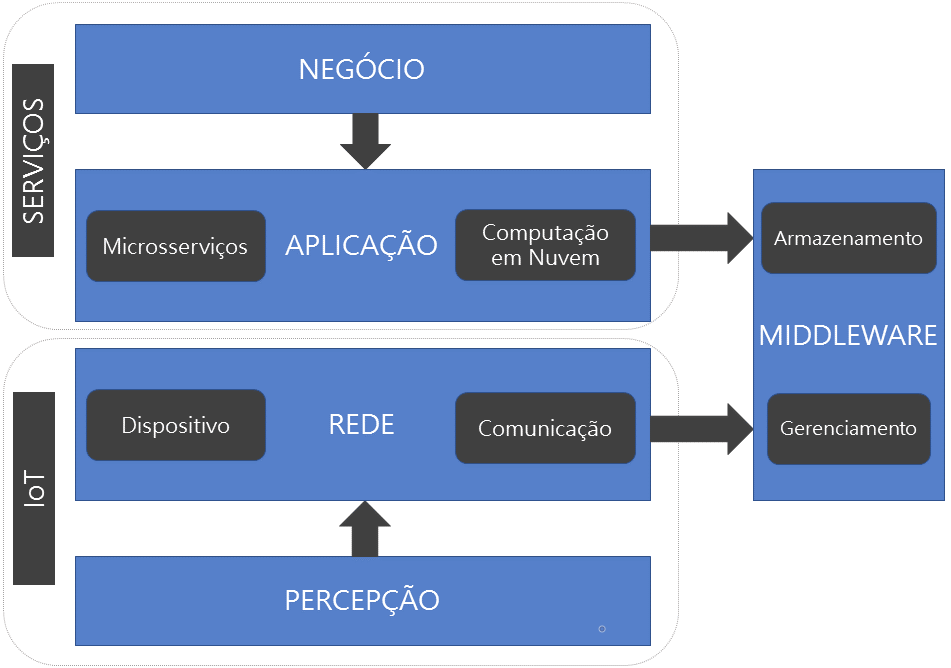 SERVIÇOS
NEGÓCIO
Microsserviços
APLICAÇÃO
Computação
em Nuvem
Armazenamento
MIDDLEWARE
Gerenciamento
IoT
Dispositivo
REDE
Comunicação
PERCEPÇÃO